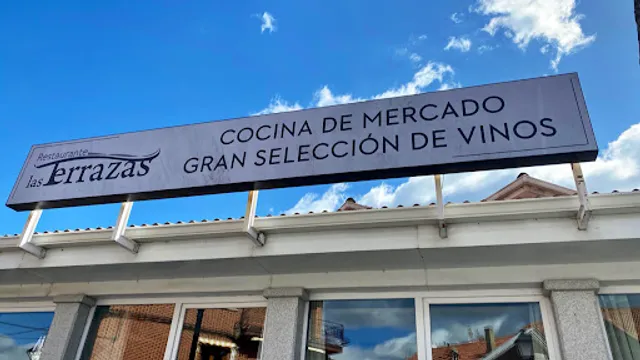 Restaurante
las Terrazas
COCINA DE MERCADO
GRAN SELECCIÓN DE VINOS